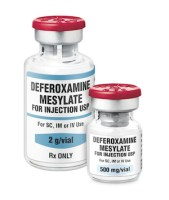 DEFEROXAMINE
MESYLATE
FOR INJECTION USP
For SC, IM or IV Use
2 g/vial
Rx ONLY
DEFEROXAMINE
MESYLATE
FOR INJECTION USP
For SC, IM or IV Use
500 mg/vial